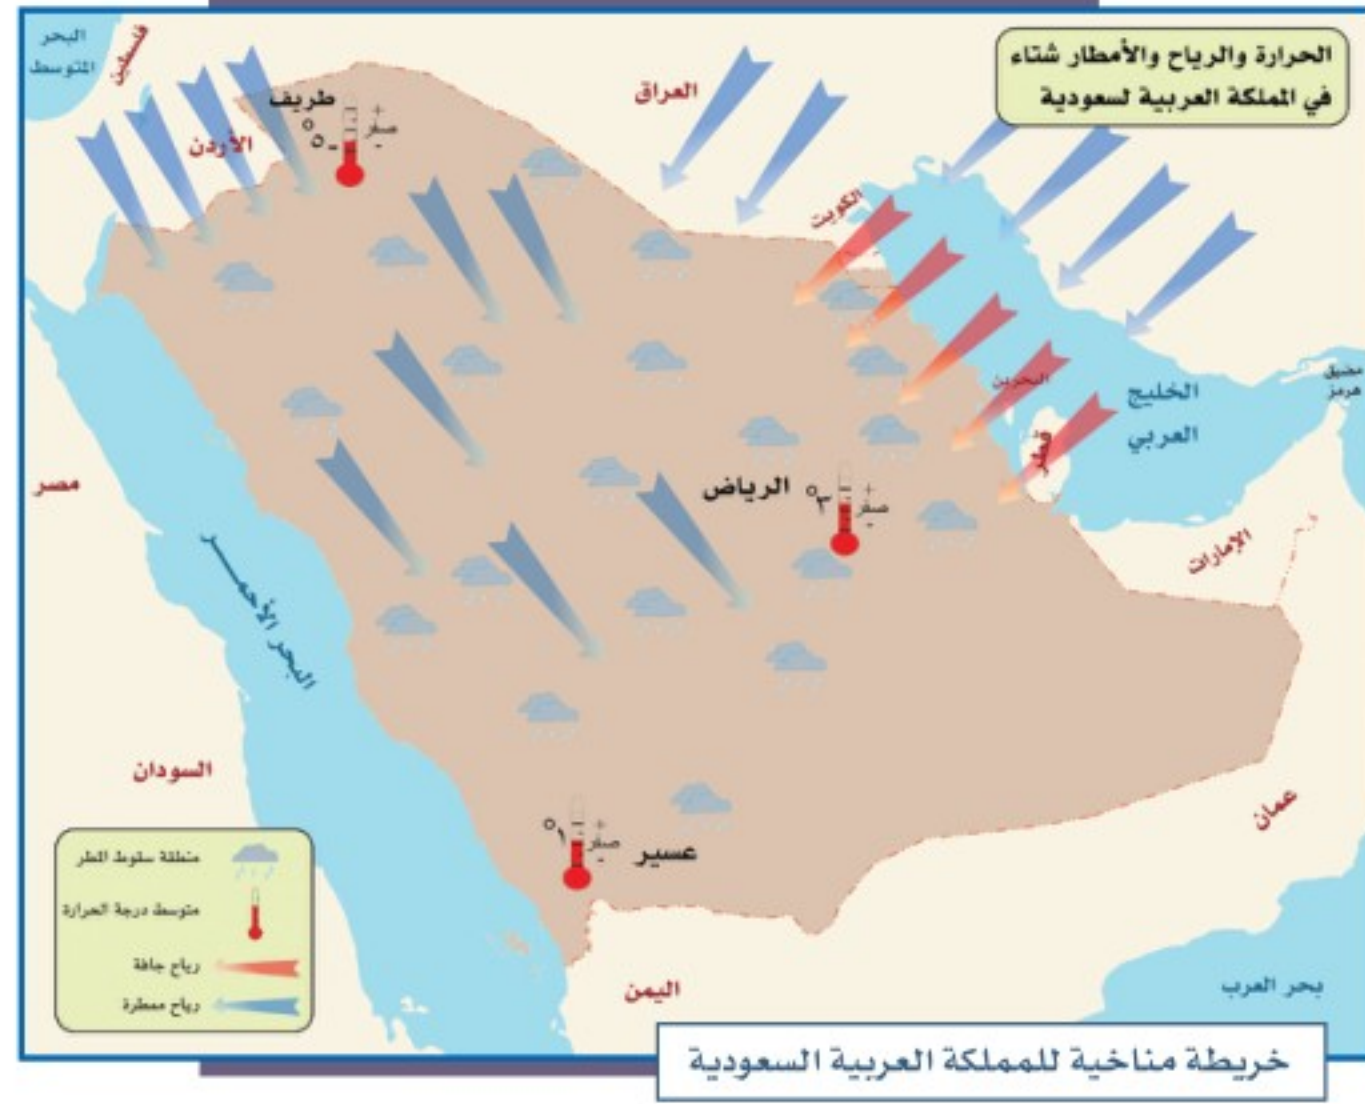 الحرارة والرياح والأمطار شتاء
في المملكة العربية لسعودية
البحر
المتوسط
فلسطين
العراق
طريف
+
صفر
-
°٥-
الأردن
الكويت
مضيق
هرمز
البحرين
الخليج
العربي
قطر
مصر
الرياض
°٣
+
صفر
-
الإمارات
البحر الأحمر
السودان
عمان
°١
+
صفر
-
عسير
منطقة سقوط المطر
متوسط درجة الحرارة
رياح جافة
رياح ممطرة
اليمن
بحر العرب
خريطة مناخية للمملكة العربية السعودية